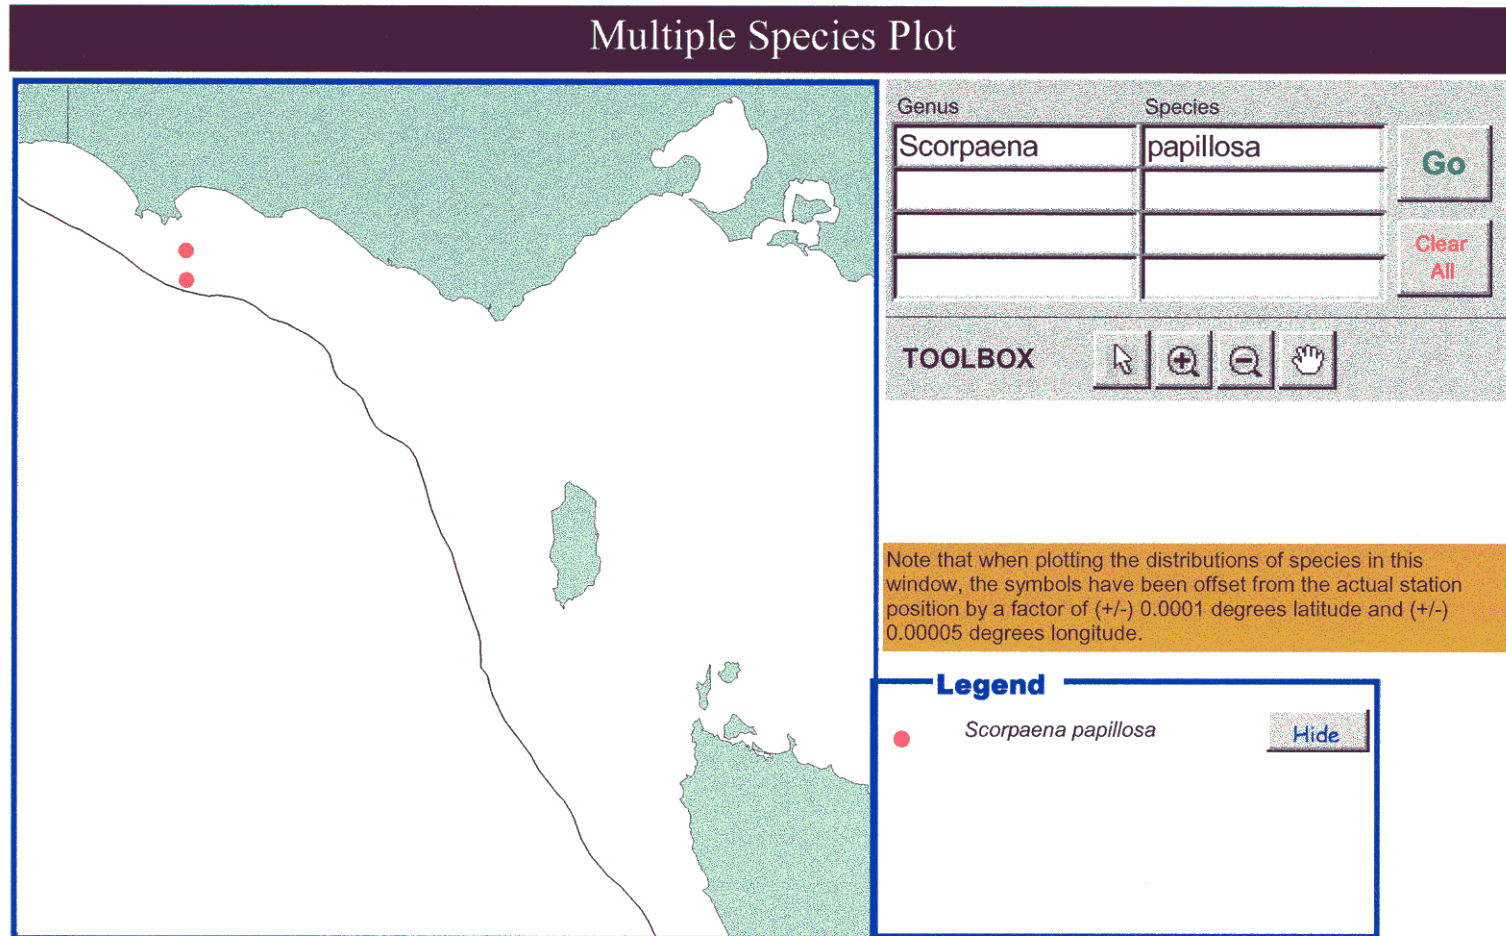 Multiple Species Plot
Genus Species
Scorpaena papillosa
Go
Clear
All
TOOLBOX
Note that when plotting the distributions of species in this
window, the symbols have been offset from the actual station
position by a factor of (+/-) 0.0001 degrees latitude and (+/-)
0.00005 degrees longitude.
Legend
Scorpaena papillosa
Hide